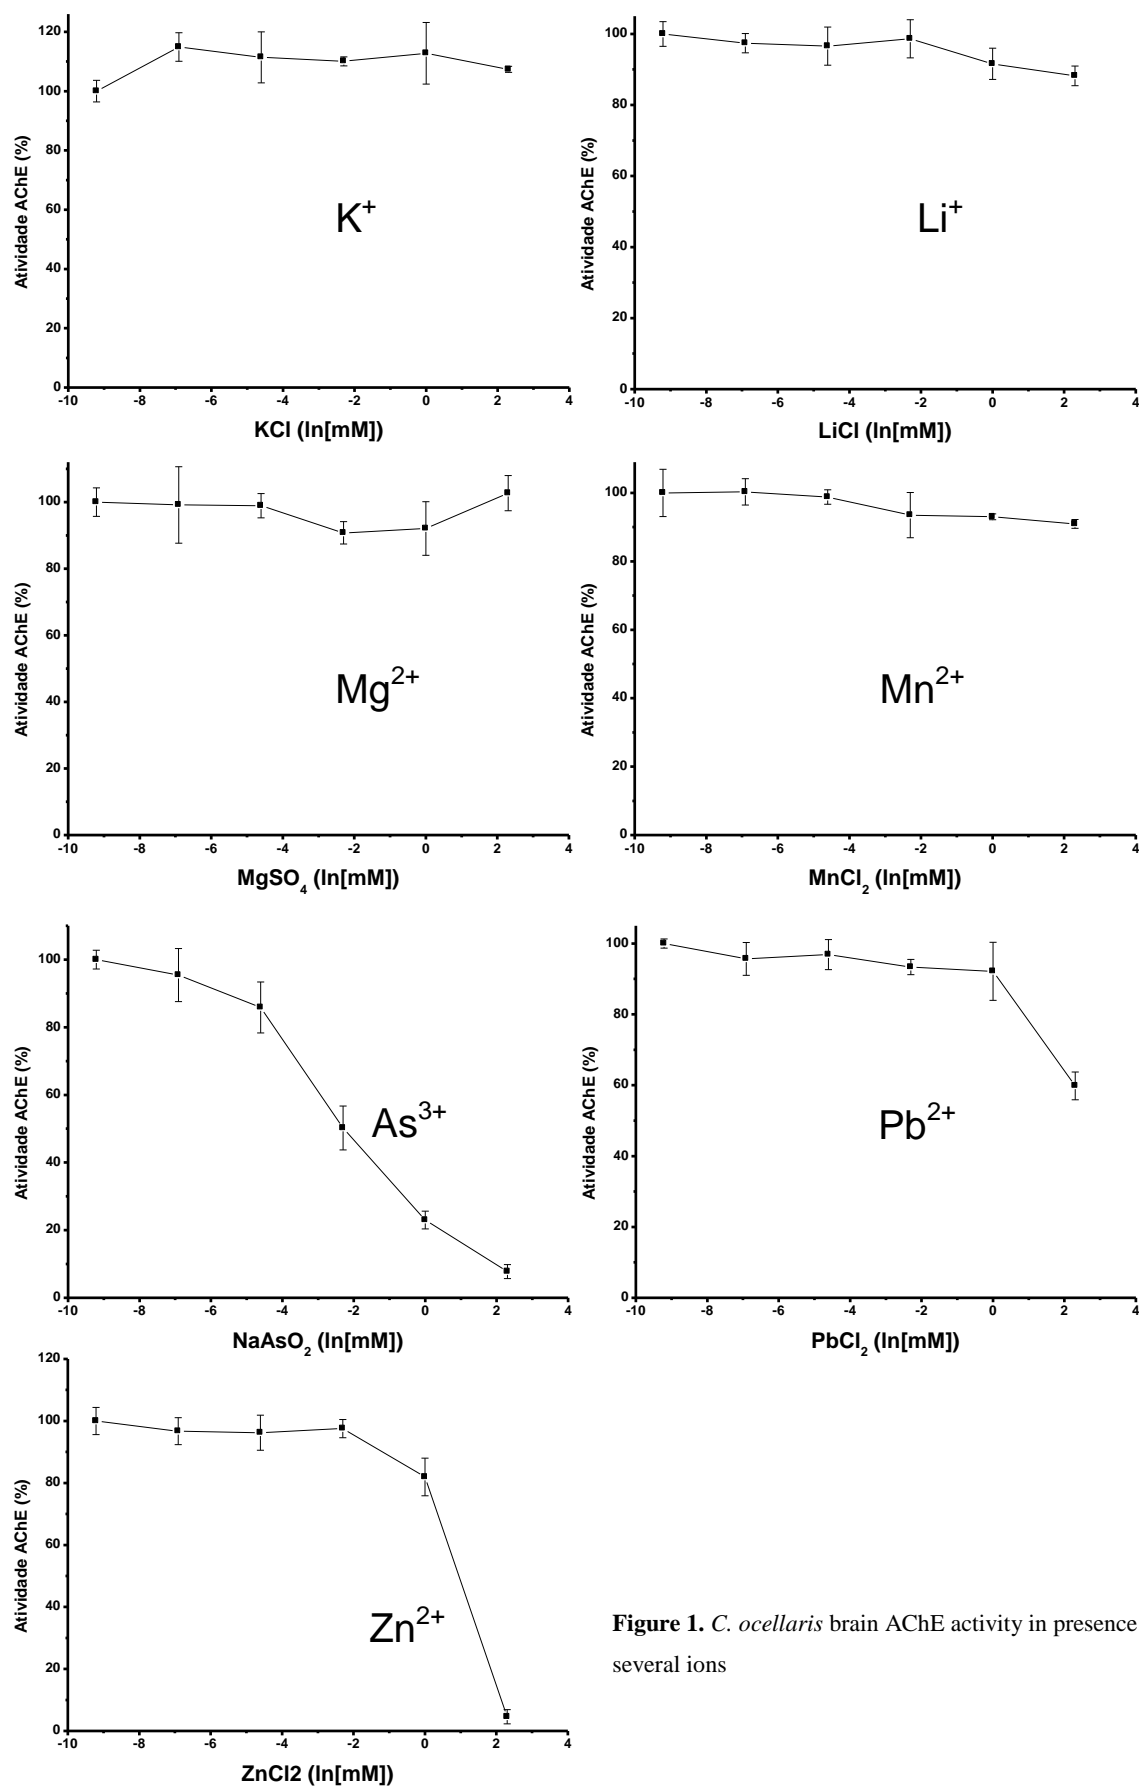 120
100
80
60
40
20
0
Atividade AChE (%)
K+
-10 -8 -6 -4 -2 0 2 4
KCl (ln[mM])
100
80
60
40
20
0
Atividade AChE (%)
Li+
-10 -8 -6 -4 -2 0 2 4
LiCl (ln[mM])
100
80
60
40
20
0
Atividade AChE (%)
Mg2+
-10 -8 -6 -4 -2 0 2 4
MgSO4 (ln[mM])
100
80
60
40
20
0
Atividade AChE (%)
Mn2+
-10 -8 -6 -4 -2 0 2 4
MnCl2 (ln[mM])
100
80
60
40
20
0
Atividade AChE (%)
As3+
-10 -8 -6 -4 -2 0 2 4
NaAsO2 (ln[mM])
100
80
60
40
20
0
Atividade AChE (%)
Pb2+
-10 -8 -6 -4 -2 0 2 4
PbCl2 (ln[mM])
120
100
80
60
40
20
0
Atividade AChE (%)
Zn2+
-10 -8 -6 -4 -2 0 2 4
ZnCl2 (ln[mM])
Figure 1. C. ocellaris brain AChE activity in presence
several ions